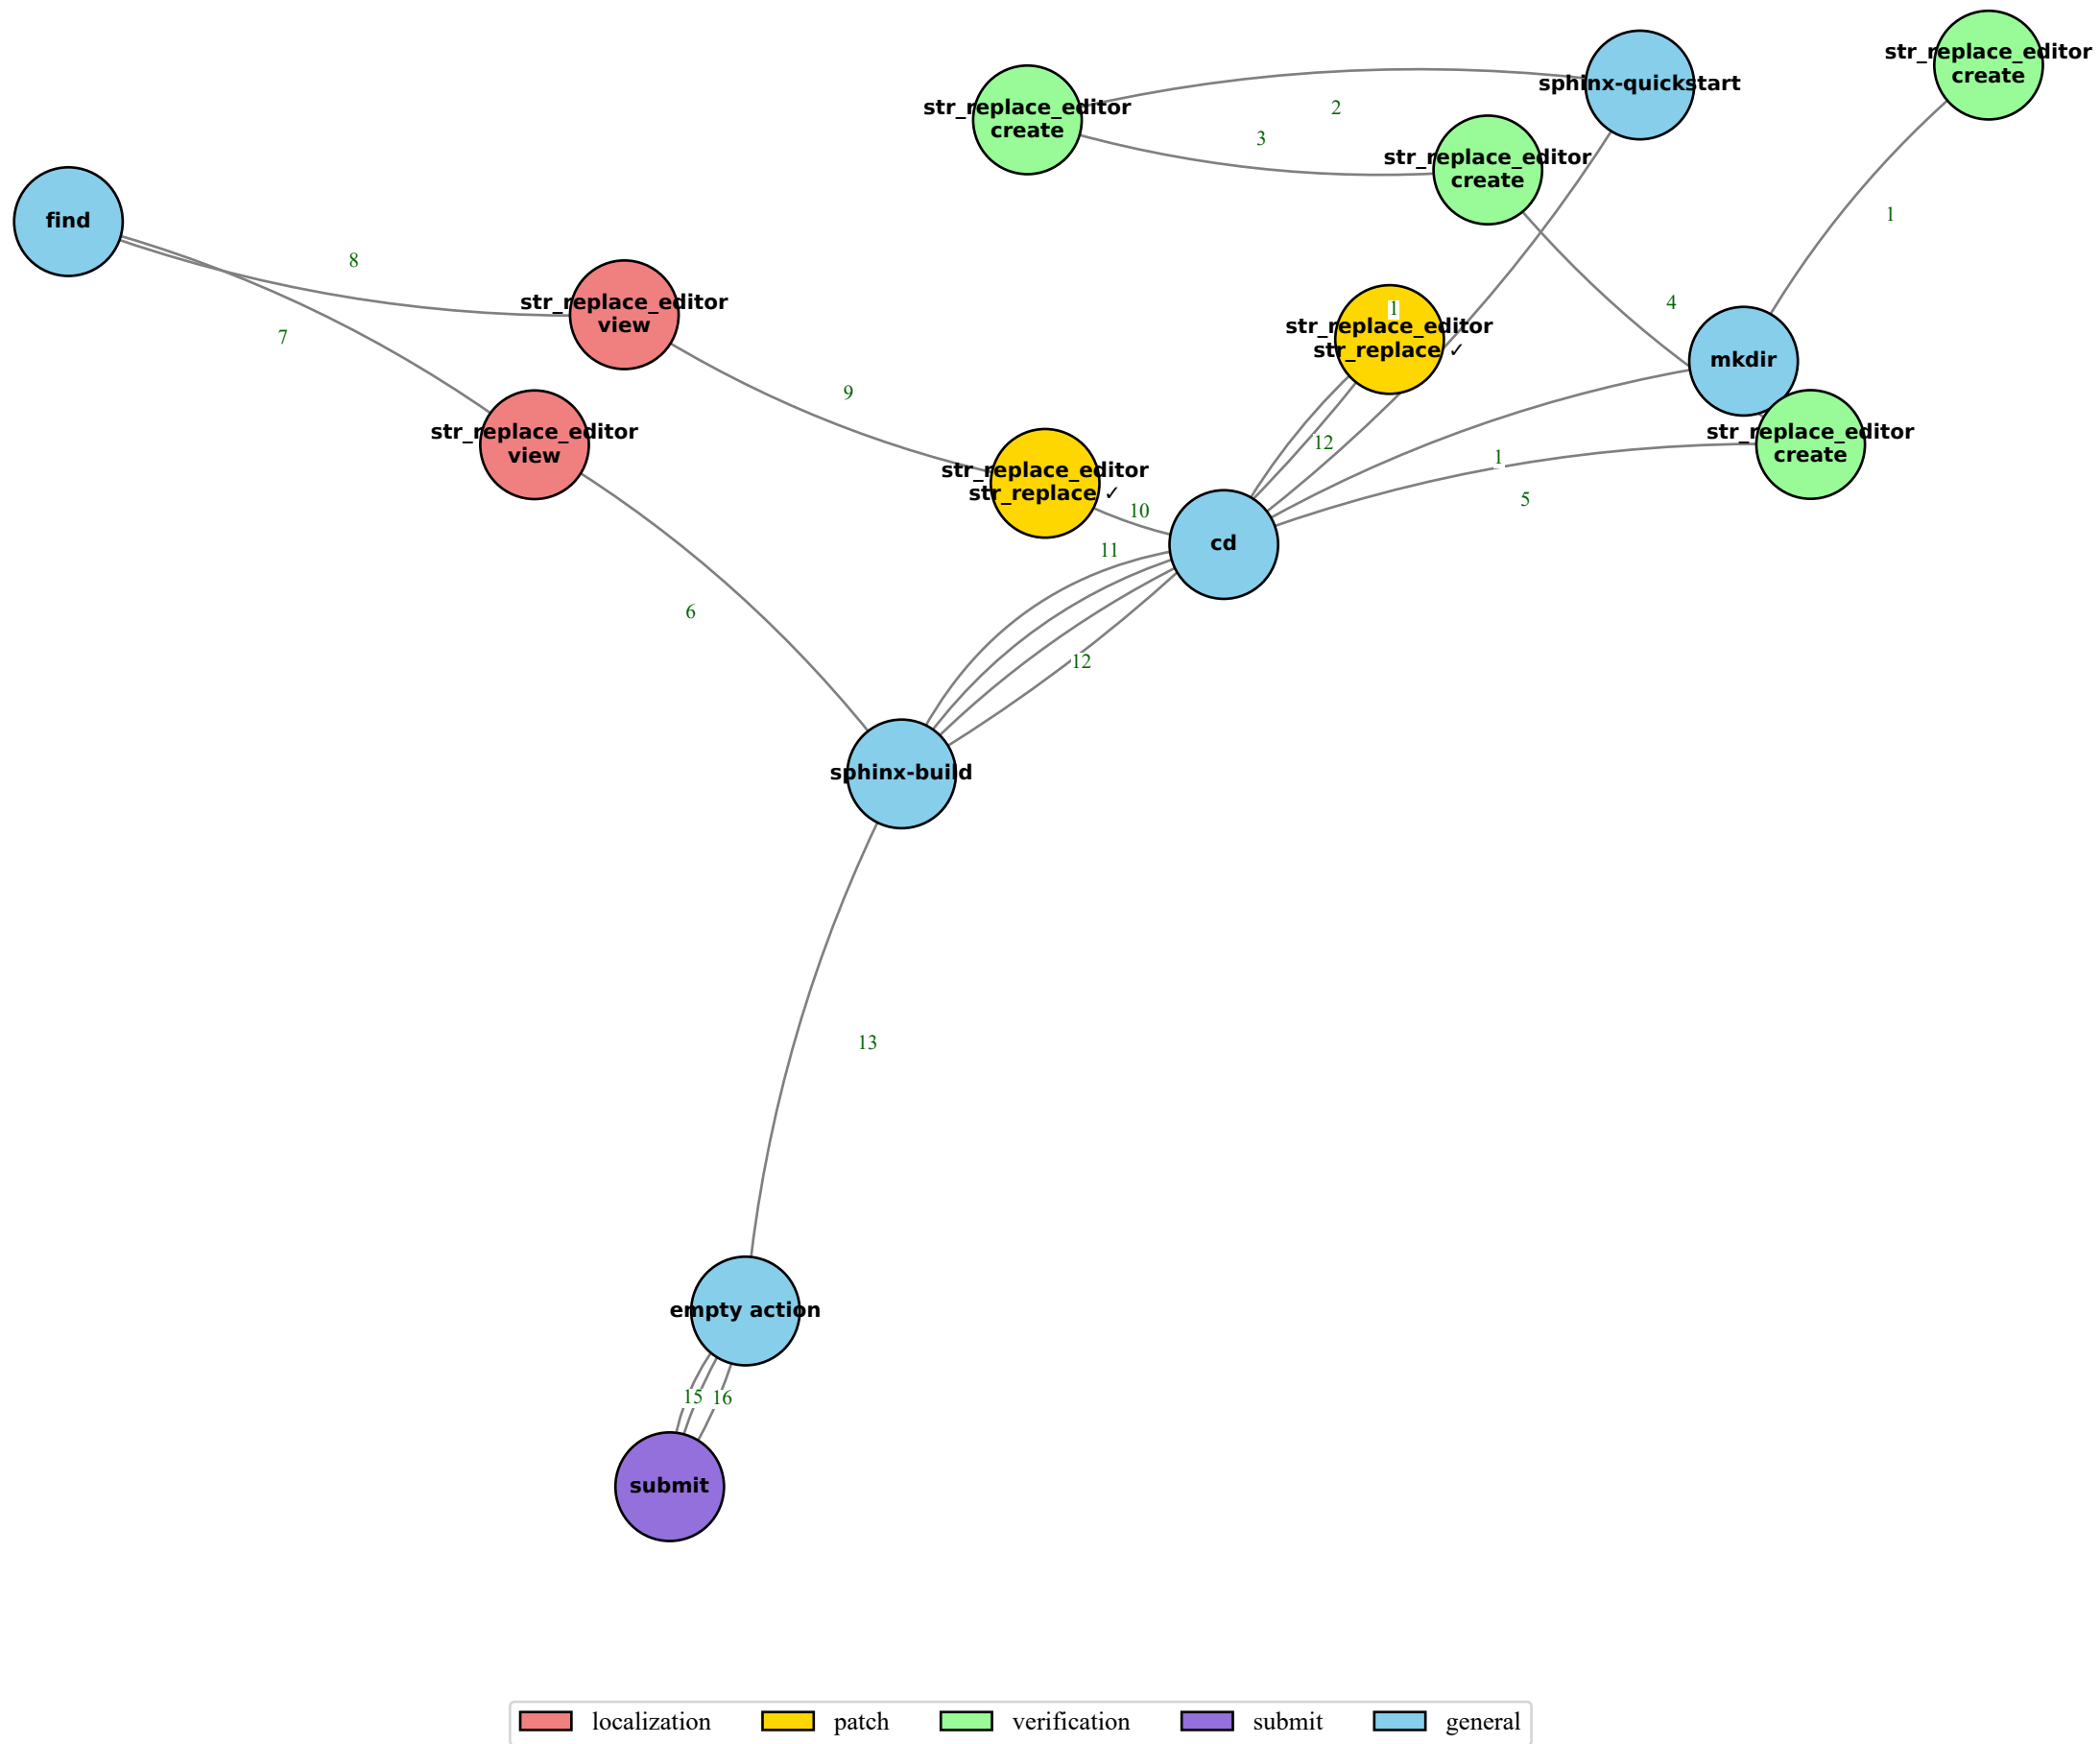 str_replace_editor
create
sphinx-quickstart
str_replace_editor
create
2
3
str_replace_editor
create
find
1
8
str_replace_editor
view
7
4
1
str_replace_editor
str_replace ✓
mkdir
9
str_replace_editor
view
12
str_replace_editor
create
1
str_replace_editor
str_replace ✓
5
10
11
cd
6
12
sphinx-build
13
empty action
15
16
submit
localization
patch
verification
submit
general